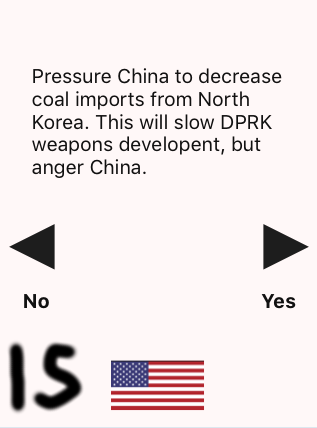 Pressure China to decrease
coal imports from North
Korea. This will slow DPRK
weapons developent, but
anger China.
No Yes
15